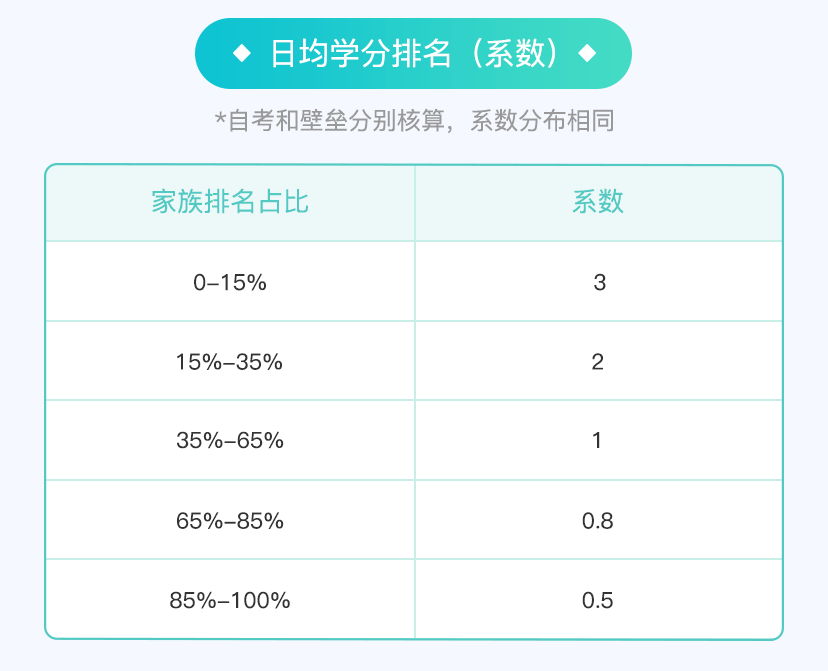 日均学分排名（系数）
*自考和壁垒分别核算，系数分布相同
家族排名占比 系数
0–15% 3
15%–35% 2
35%–65% 1
65%–85% 0.8
85%–100% 0.5